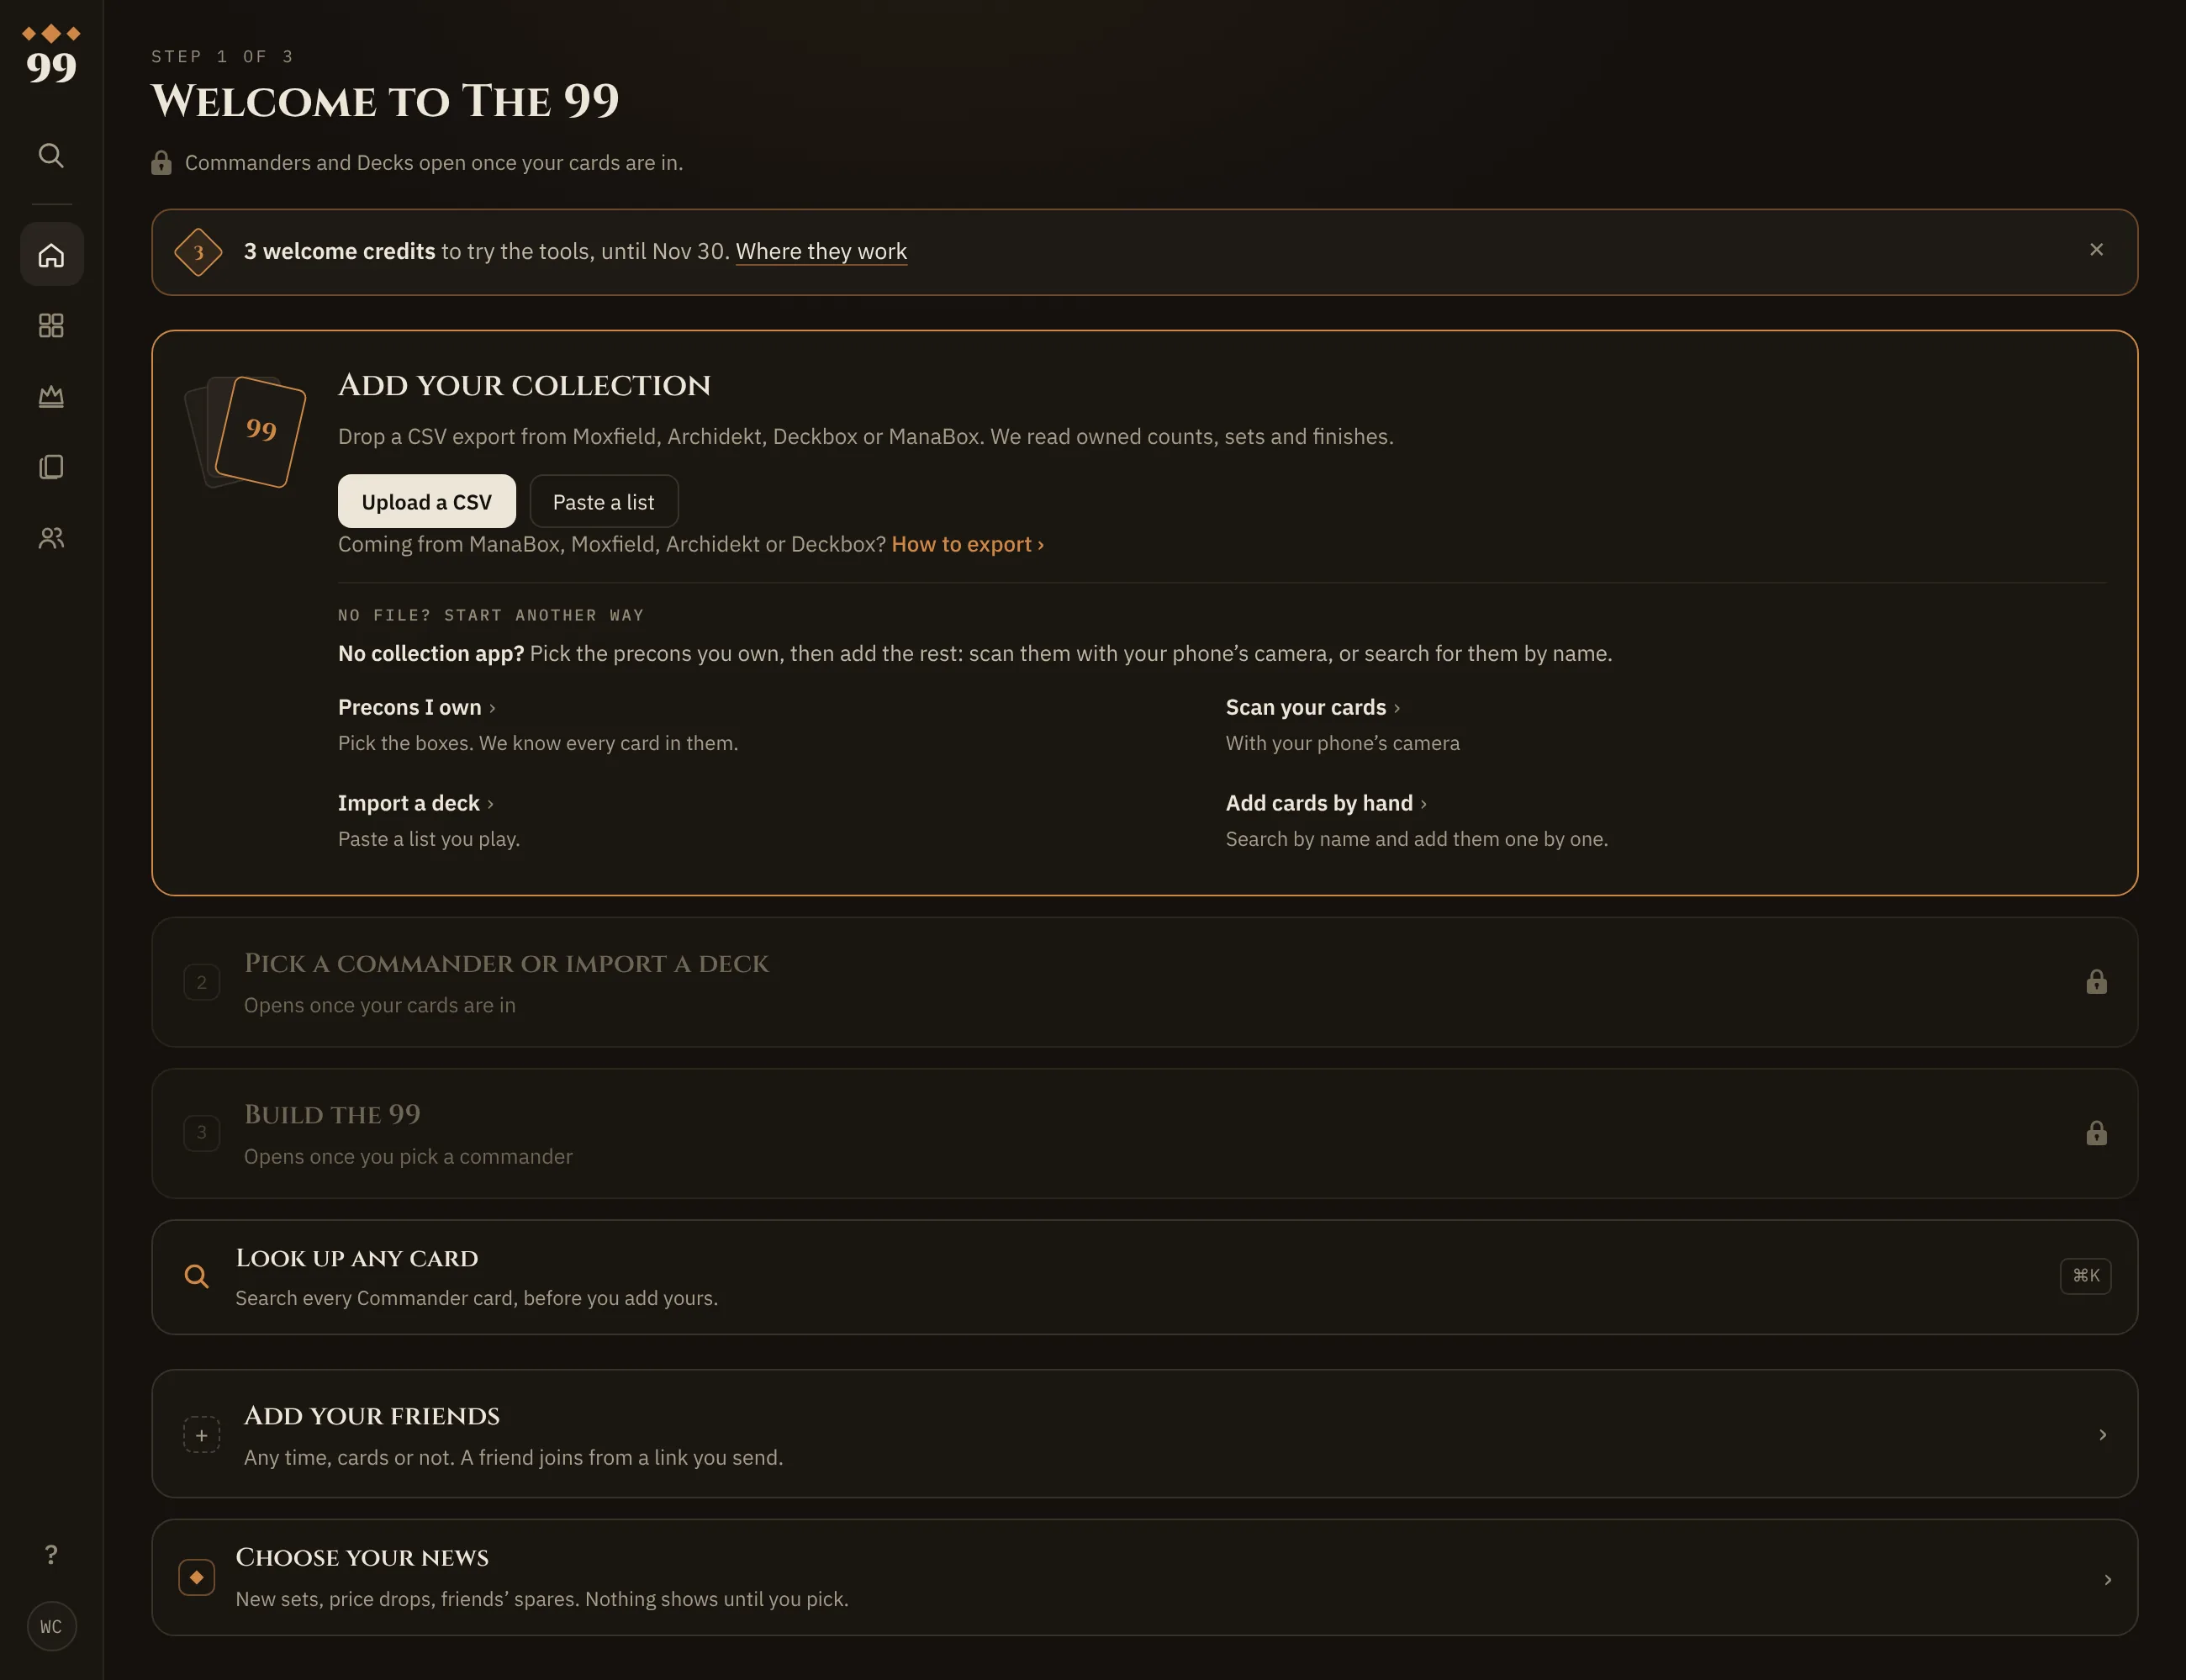 99
STEP 1 OF 3
Welcome to The 99
Commanders and Decks open once your cards are in.
3
3 welcome credits to try the tools, until Nov 30. Where they work
×
99
Add your collection
Drop a CSV export from Moxfield, Archidekt, Deckbox or ManaBox. We read owned counts, sets and finishes.
Upload a CSV
Paste a list
Coming from ManaBox, Moxfield, Archidekt or Deckbox? How to export ›
NO FILE? START ANOTHER WAY
No collection app? Pick the precons you own, then add the rest: scan them with your phone’s camera, or search for them by name.
Precons I own ›
Pick the boxes. We know every card in them.
Scan your cards ›
With your phone’s camera
Import a deck ›
Paste a list you play.
Add cards by hand ›
Search by name and add them one by one.
2
Pick a commander or import a deck
Opens once your cards are in
3
Build the 99
Opens once you pick a commander
Look up any card
Search every Commander card, before you add yours.
⌘K
+
Add your friends
Any time, cards or not. A friend joins from a link you send.
›
Choose your news
New sets, price drops, friends’ spares. Nothing shows until you pick.
›
?
WC